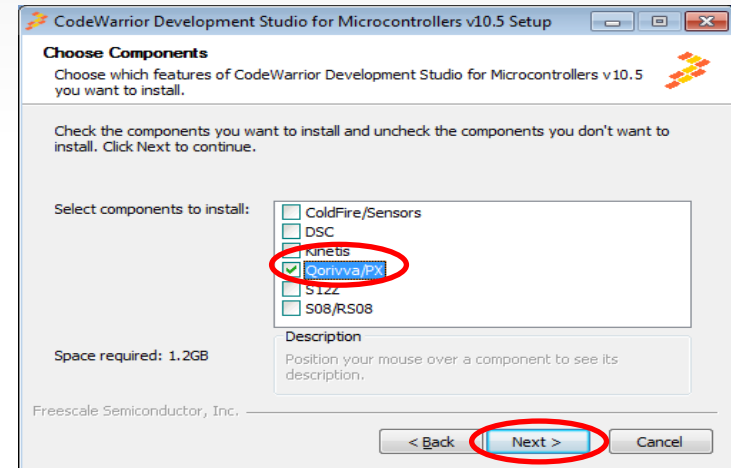 CodeWarrior Development Studio for Microcontrollers v10.5 Setup
Choose Components
Choose which features of CodeWarrior Development Studio for Microcontrollers v10.5
you want to install.
Check the components you want to install and uncheck the components you don't want to
install. Click Next to continue.
Select components to install:
ColdFire/Sensors
DSC
Kinetis
Qorivva/PX
S12Z
S08/RS08
Space required: 1.2GB
Description
Position your mouse over a component to see its
description.
Freescale Semiconductor, Inc.
< Back
Next >
Cancel